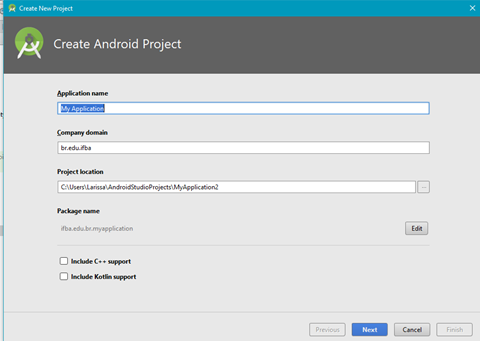 Create New Project
Create Android Project
Application name
My Application
Company domain
br.edu.ifba
Project location
C:\Users\Larissa\AndroidStudioProjects\MyApplication2
...
Package name
ifba.edu.br.myapplication
Edit
Include C++ support
Include Kotlin support
Previous
Next
Cancel
Finish